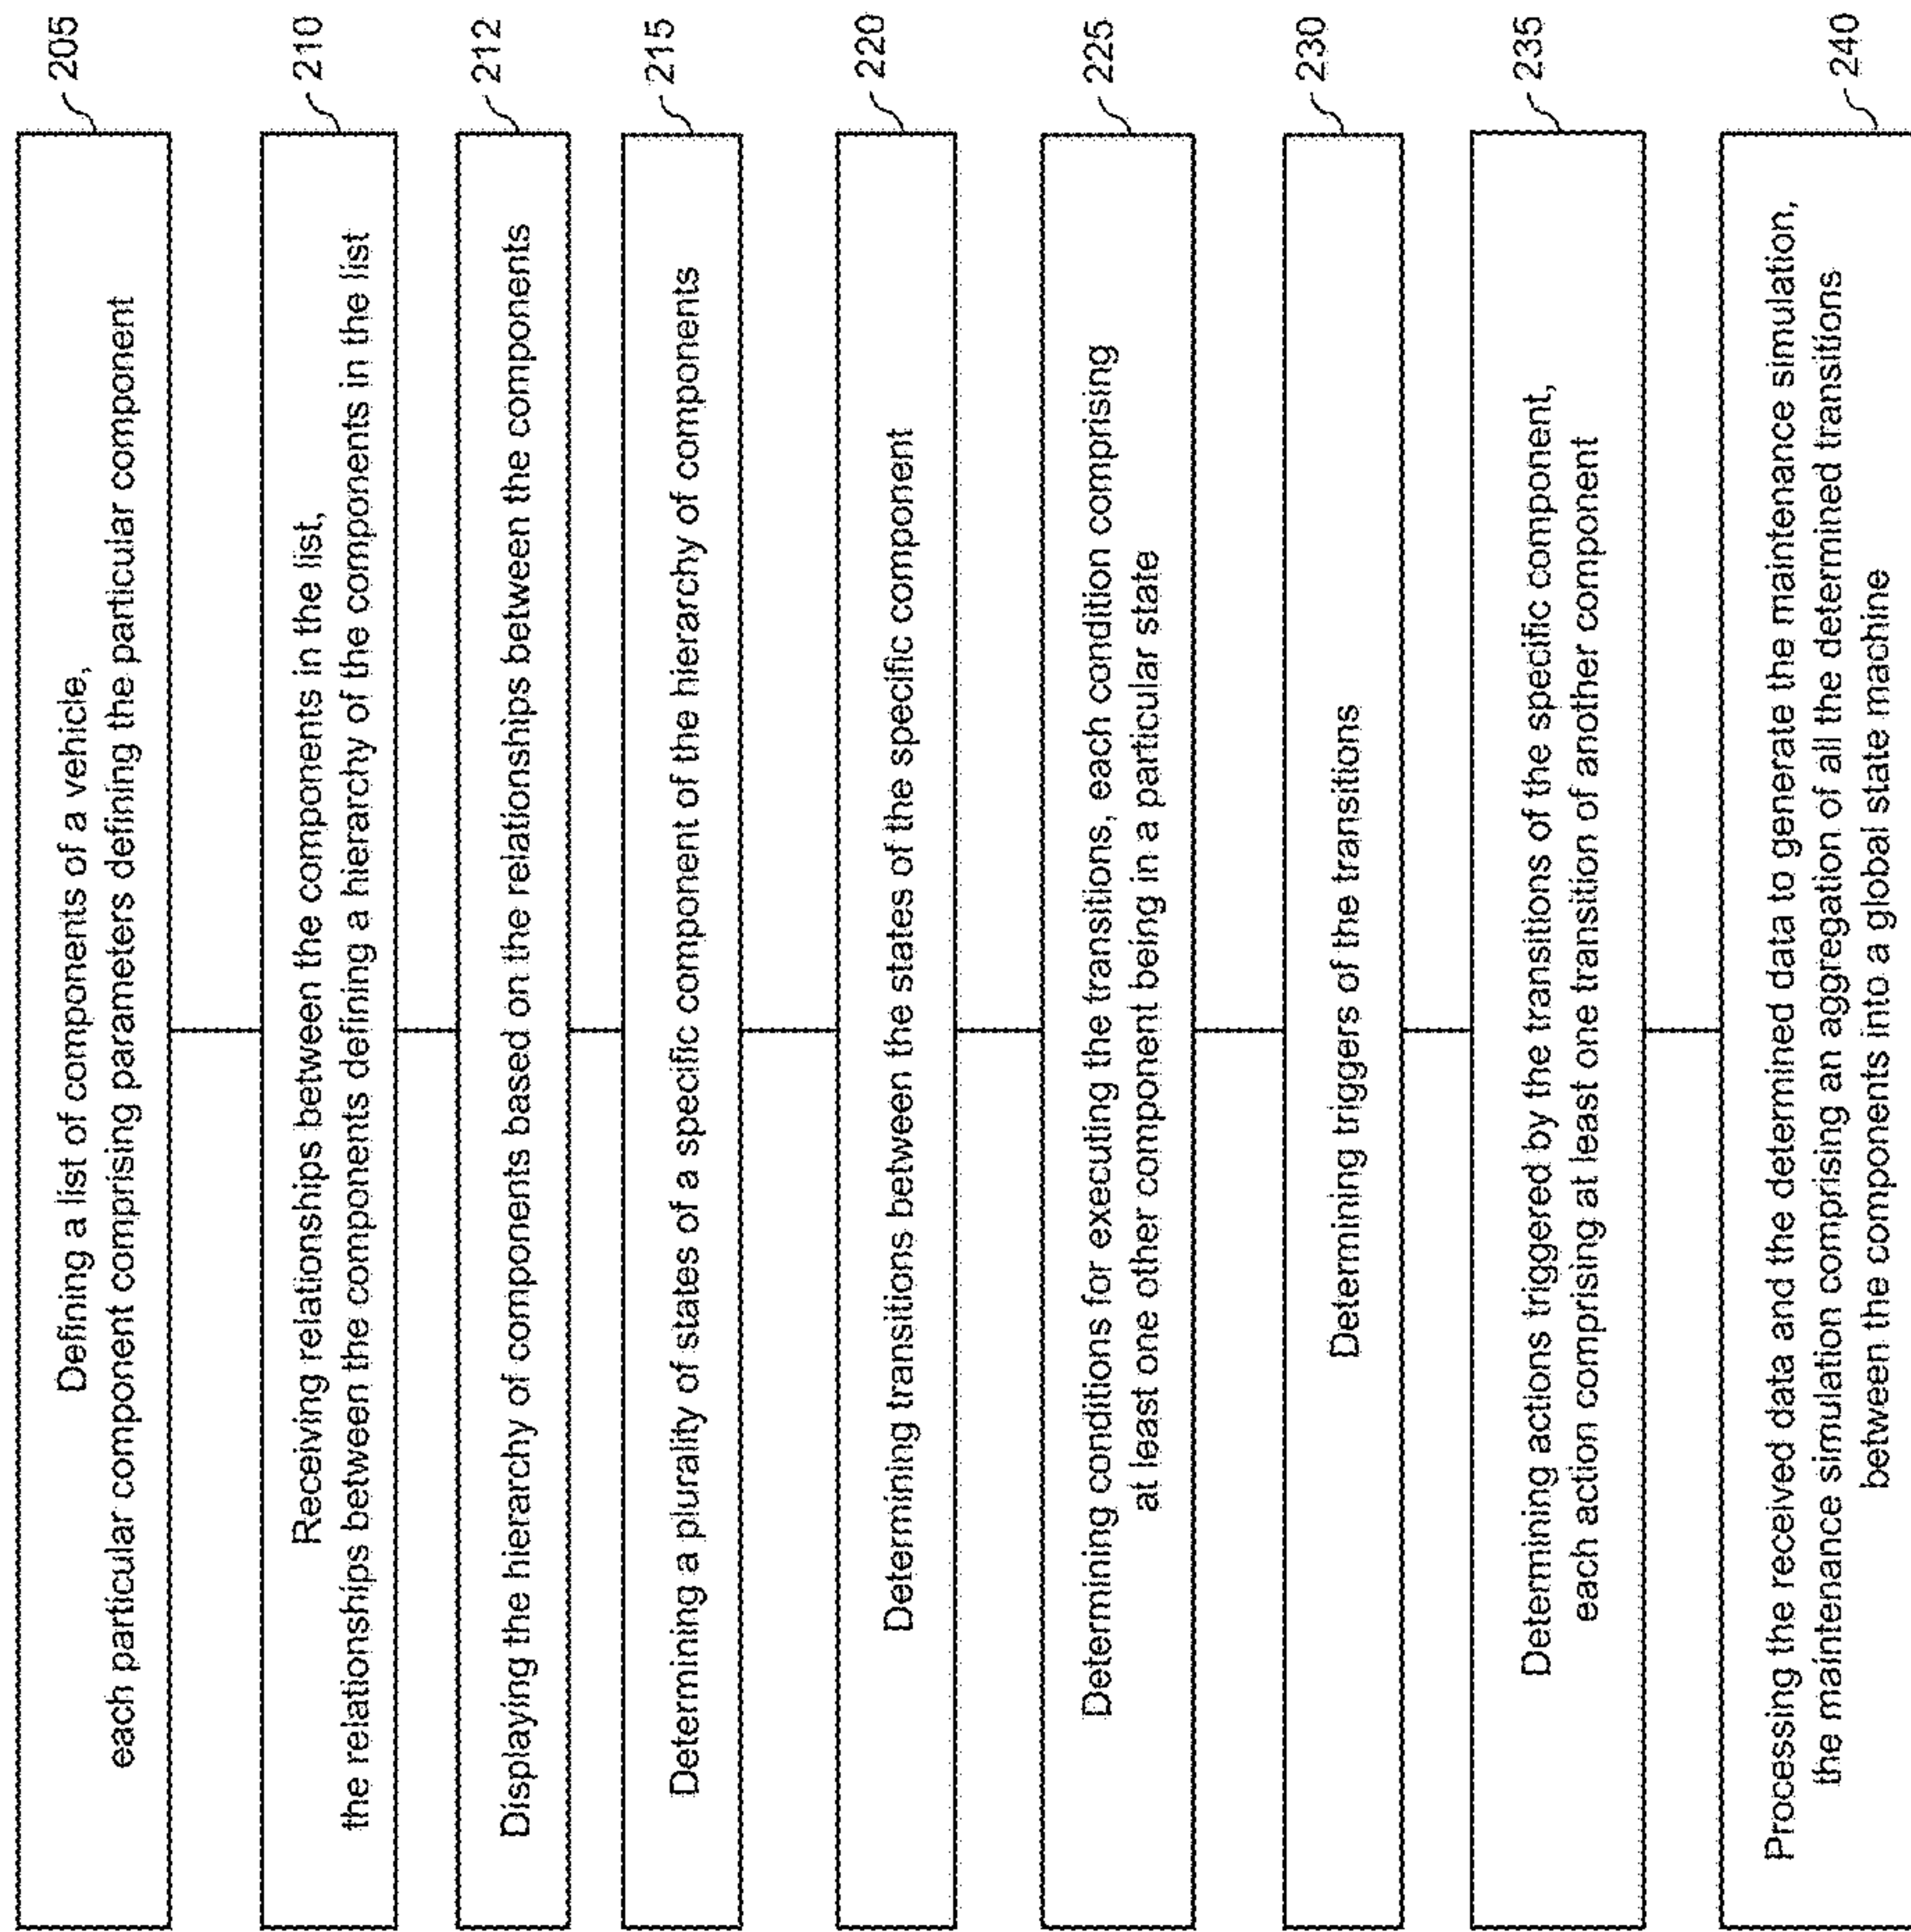 Defining a list of components of a vehicle,
each particular component comprising parameters defining the particular component
205
Receiving relationships between the components in the list,
the relationships between the components defining a hierarchy of the components in the list
210
Displaying the hierarchy of components based on the relationships between the components
212
Determining a plurality of states of a specific component of the hierarchy of components
215
Determining transitions between the states of the specific component
220
Determining conditions for executing the transitions, each condition comprising
at least one other component being in a particular state
225
Determining triggers of the transitions
230
Determining actions triggered by the transitions of the specific component,
each action comprising at least one transition of another component
235
Processing the received data and the determined data to generate the maintenance simulation,
the maintenance simulation comprising an aggregation of all the determined transitions
between the components into a global state machine
240